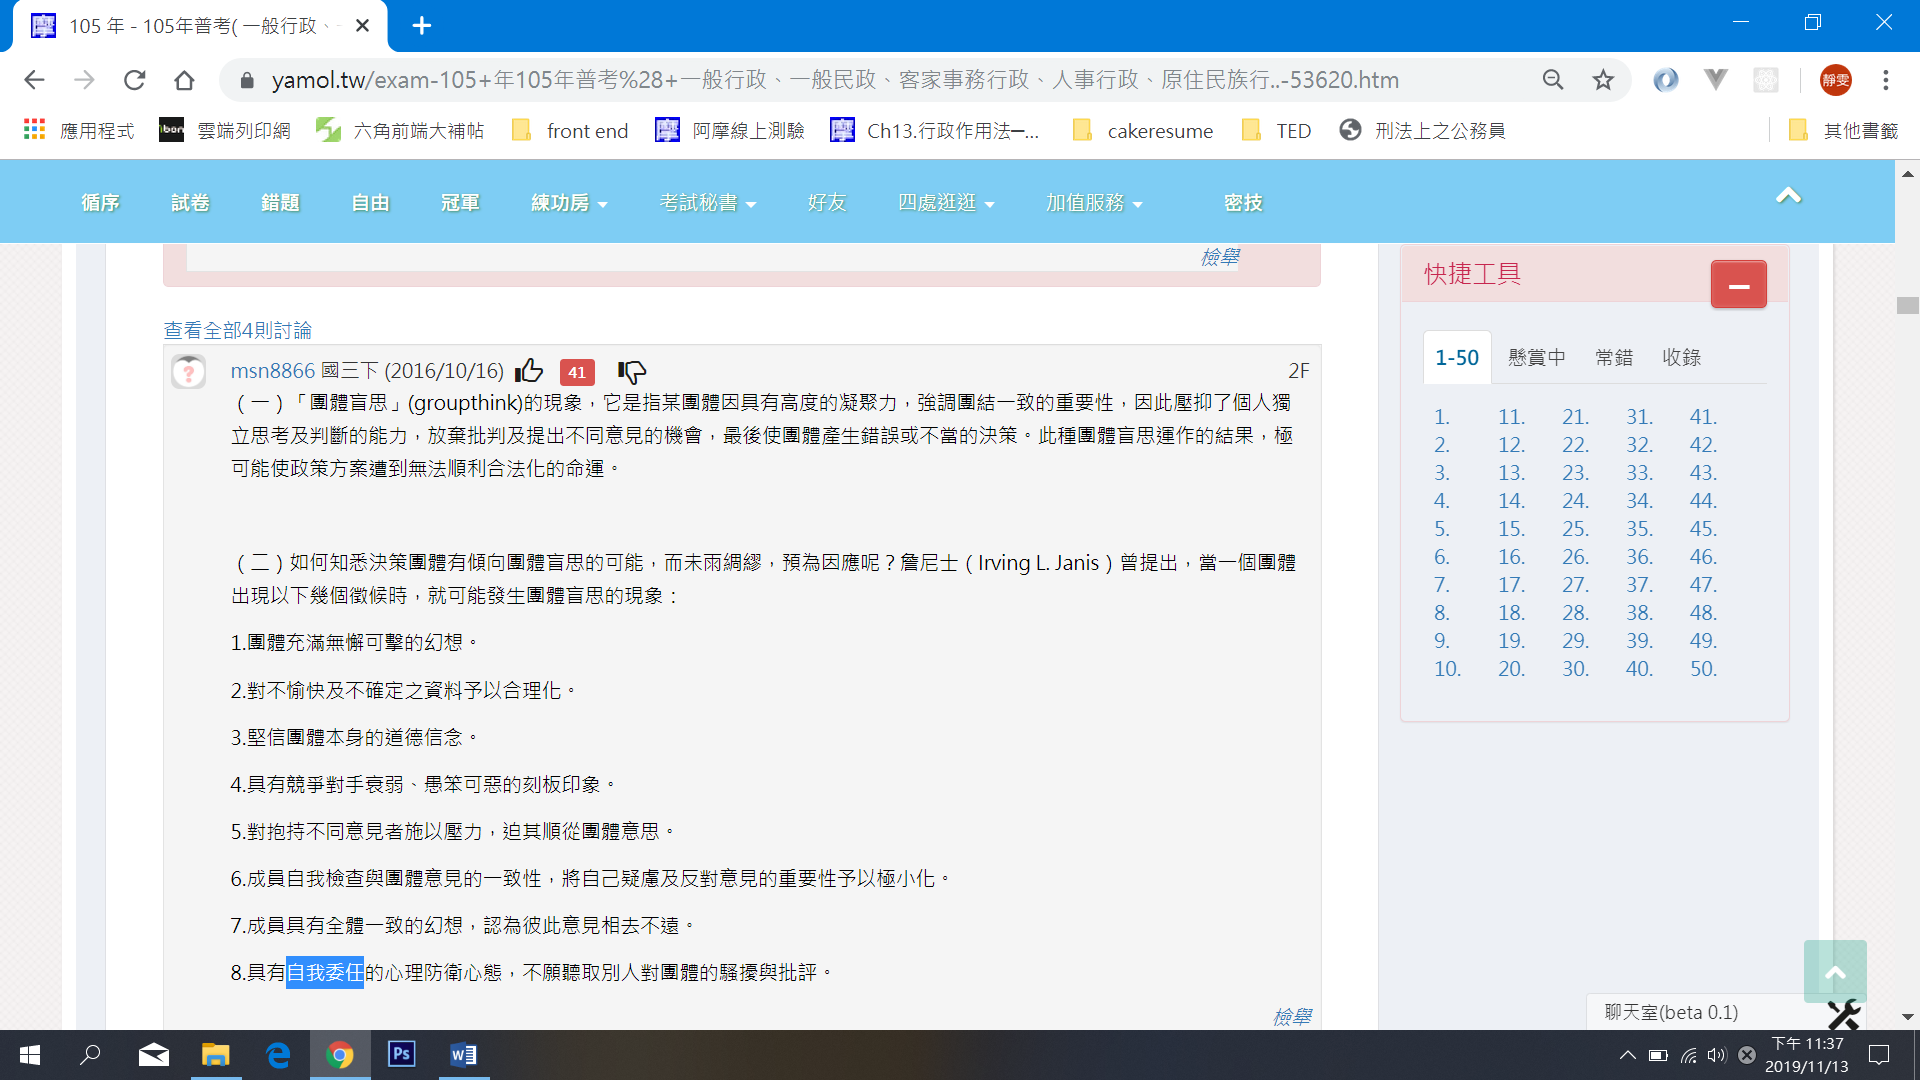 105 年 - 105年普考( 一般行政、
yamol.tw/exam-105+年105年普考%28+一般行政、一般民政、客家事務行政、人事行政、原住民族行..-53620.htm
靜雯
應用程式
ibon
雲端列印網
六角前端大補帖
front end
阿摩線上測驗
Ch13.行政作用法─...
cakeresume
TED
刑法上之公務員
其他書籤
循序
試卷
錯題
自由
冠軍
練功房
考試秘書
好友
四處逛逛
加值服務
密技
檢舉
查看全部4則討論
msn8866 國三下 (2016/10/16) 41 2F
（一）「團體盲思」(groupthink)的現象，它是指某團體因具有高度的凝聚力，強調團結一致的重要性，因此壓抑了個人獨
立思考及判斷的能力，放棄批判及提出不同意見的機會，最後使團體產生錯誤或不當的決策。此種團體盲思運作的結果，極
可能使政策方案遭到無法順利合法化的命運。
（二）如何知悉決策團體有傾向團體盲思的可能，而未雨綢繆，預為因應呢？詹尼士（Irving L. Janis）曾提出，當一個團體
出現以下幾個徵候時，就可能發生團體盲思的現象：
1.團體充滿無懈可擊的幻想。
2.對不愉快及不確定之資料予以合理化。
3.堅信團體本身的道德信念。
4.具有競爭對手衰弱、愚笨可惡的刻板印象。
5.對抱持不同意見者施以壓力，迫其順從團體意思。
6.成員自我檢查與團體意見的一致性，將自己疑慮及反對意見的重要性予以極小化。
7.成員具有全體一致的幻想，認為彼此意見相去不遠。
8.具有自我委任的心理防衛心態，不願聽取別人對團體的騷擾與批評。
檢舉
快捷工具
1-50 懸賞中 常錯 收錄
1. 11. 21. 31. 41.
2. 12. 22. 32. 42.
3. 13. 23. 33. 43.
4. 14. 24. 34. 44.
5. 15. 25. 35. 45.
6. 16. 26. 36. 46.
7. 17. 27. 37. 47.
8. 18. 28. 38. 48.
9. 19. 29. 39. 49.
10. 20. 30. 40. 50.
聊天室(beta 0.1)
Ps
下午 11:37
2019/11/13